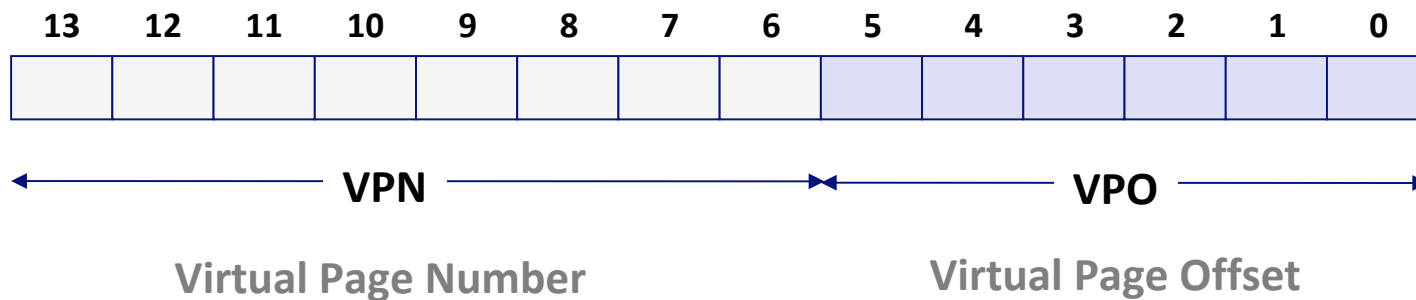 13 12 11 10 9 8 7 6 5 4 3 2 1 0
VPN VPO
Virtual Page Number Virtual Page Offset